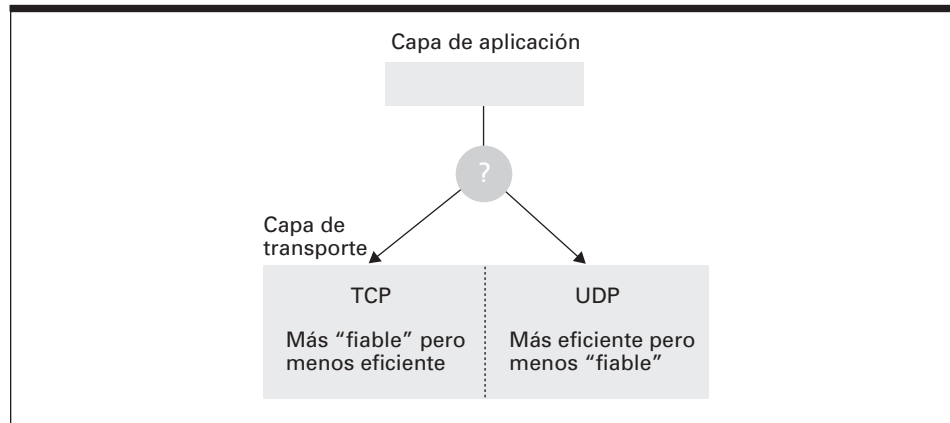 Capa de aplicación
?
Capa de
transporte
TCP
Más “fiable” pero
menos eficiente
UDP
Más eficiente pero
menos “fiable”